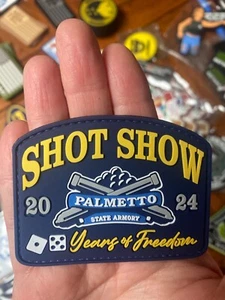 SHOT SHOW
20 24
PALMETTO
STATE ARMORY
Years of Freedom